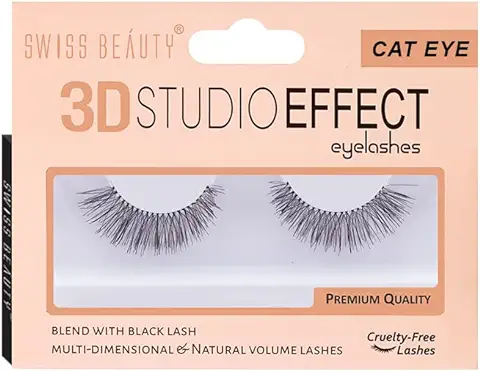 SWISS BEAUTY®
CAT EYE
3D STUDIO EFFECT
eyelashes
SWISS BEAUTY
PREMIUM QUALITY
BLEND WITH BLACK LASH
MULTI-DIMENSIONAL & NATURAL VOLUME LASHES
Cruelty-Free
Lashes